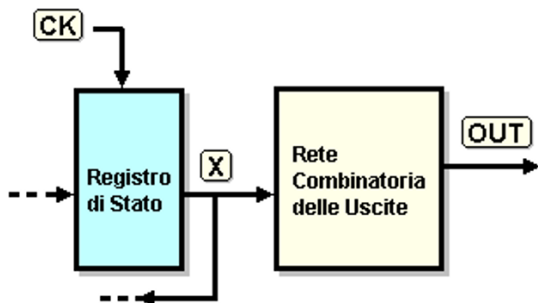 CK
Registro
di Stato
X
Rete
Combinatoria
delle Uscite
OUT